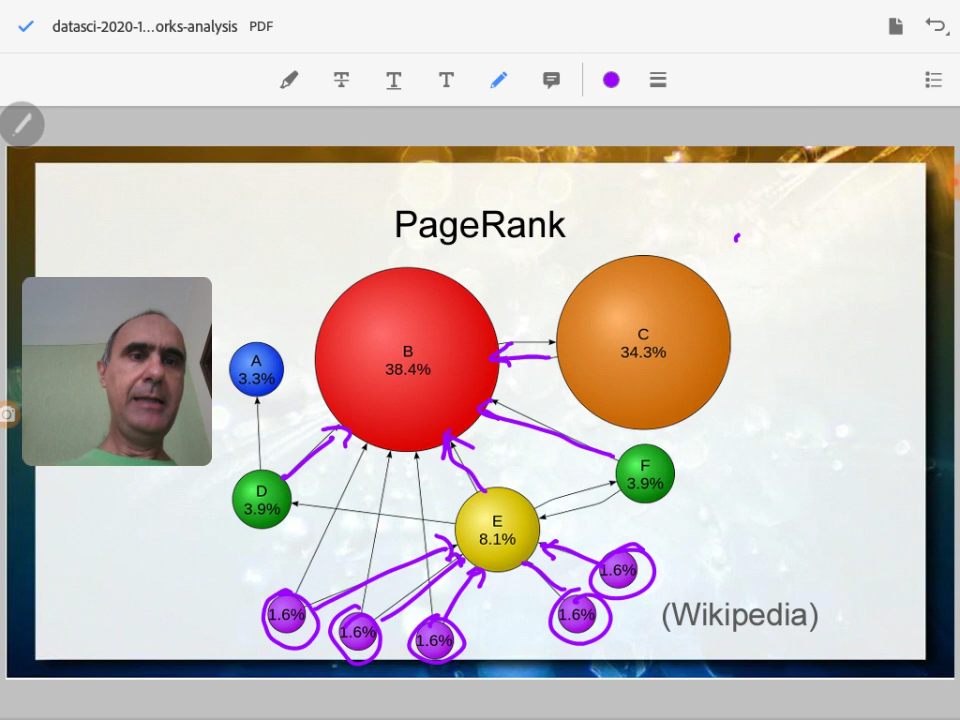 datasci-2020-1...orks-analysis PDF
T T T
PageRank
B
38.4%
C
34.3%
A
3.3%
F
3.9%
D
3.9%
E
8.1%
1.6%
1.6%
1.6%
1.6%
1.6%
(Wikipedia)